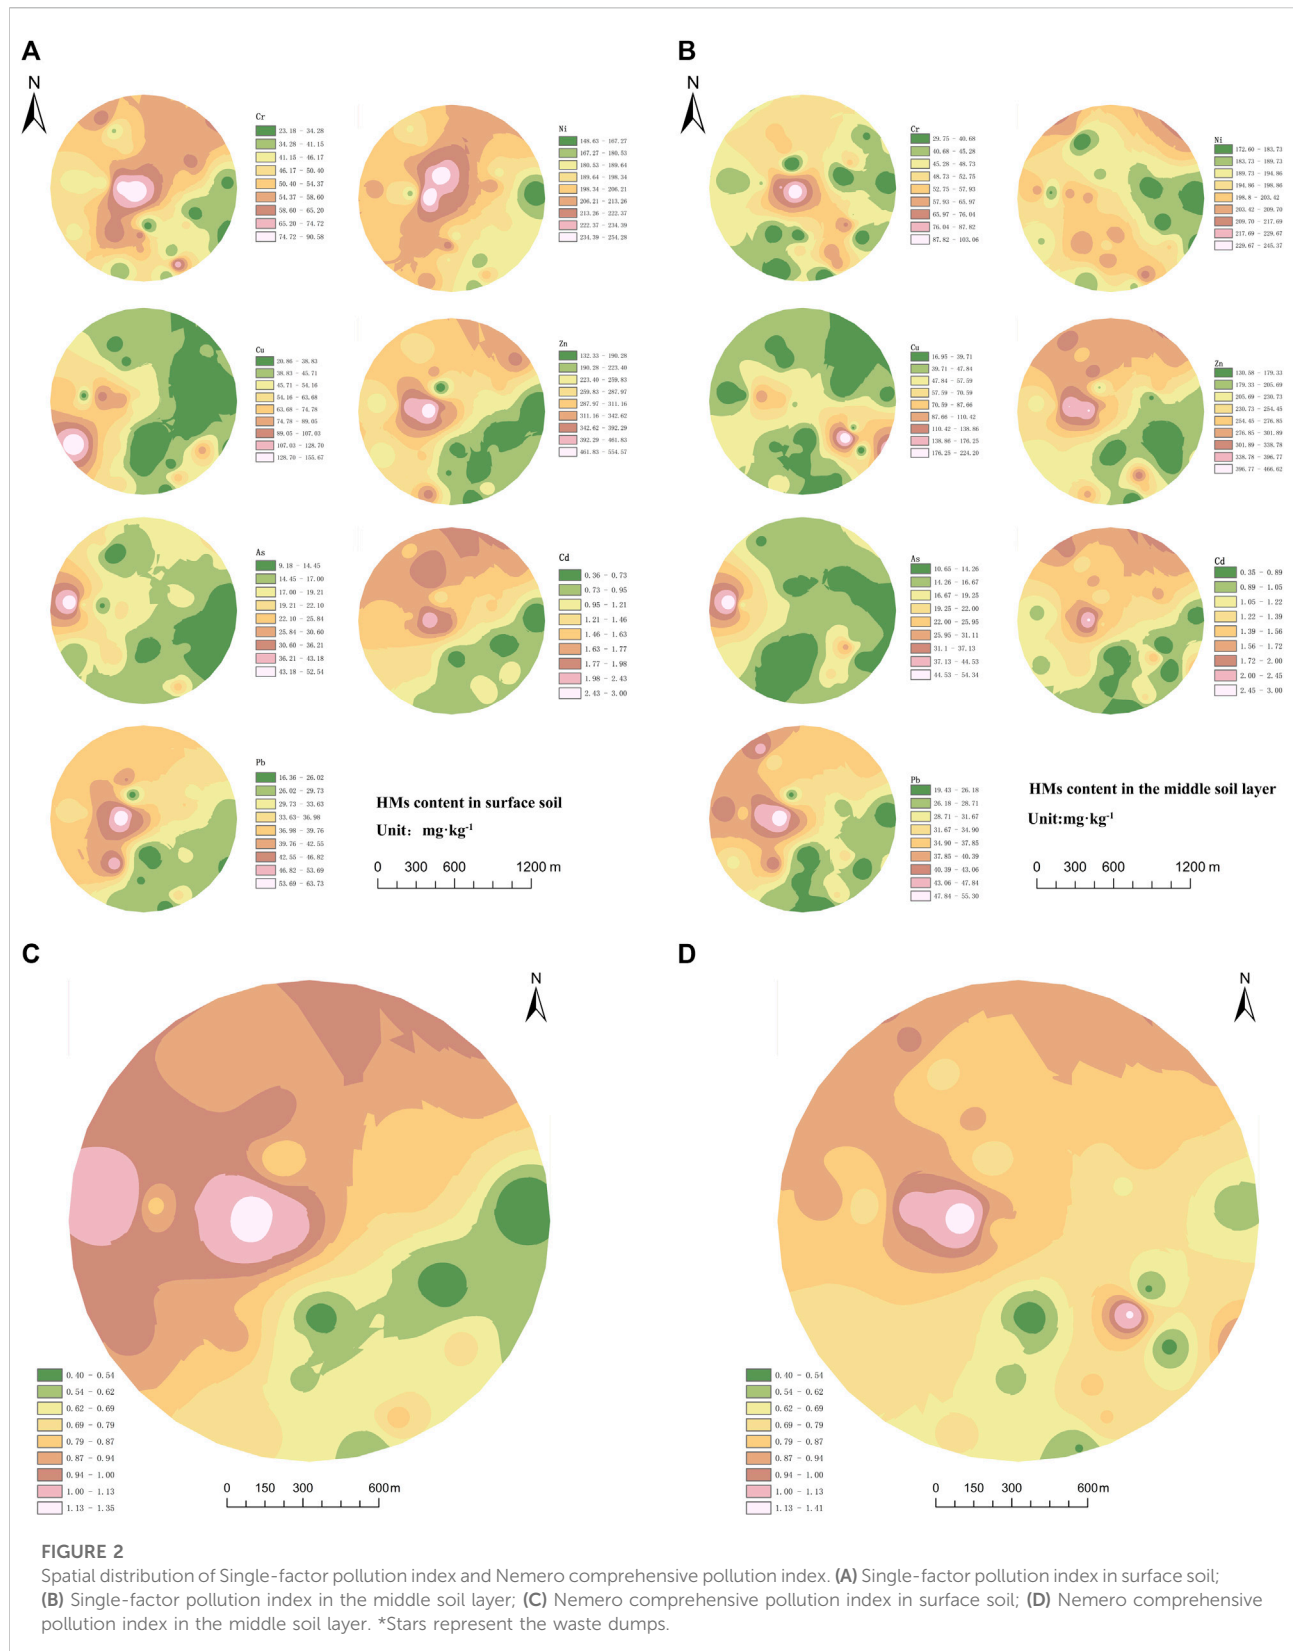 A
B
N
N
Cr
23.18 - 34.28
34.28 - 41.15
41.15 - 46.17
46.17 - 50.40
50.40 - 54.37
54.37 - 58.60
58.60 - 65.20
65.20 - 74.72
74.72 - 90.58
Ni
148.63 - 167.27
167.27 - 180.53
180.53 - 189.64
189.64 - 198.34
198.34 - 206.21
206.21 - 213.26
213.26 - 222.37
222.37 - 234.39
234.39 - 254.28
Cr
29.75 - 40.68
40.68 - 45.28
45.28 - 48.73
48.73 - 52.75
52.75 - 57.93
57.93 - 65.97
65.97 - 76.04
76.04 - 87.82
87.82 - 103.06
Ni
172.60 - 183.73
183.73 - 189.73
189.73 - 194.86
194.86 - 198.86
198.8 - 203.42
203.42 - 209.70
209.70 - 217.69
217.69 - 229.67
229.67 - 245.37
Cu
20.86 - 38.83
38.83 - 45.71
45.71 - 54.16
54.16 - 63.68
63.68 - 74.78
74.78 - 89.05
89.05 - 107.03
107.03 - 128.70
128.70 - 155.67
Zn
132.33 - 190.28
190.28 - 223.40
223.40 - 259.83
259.83 - 287.97
287.97 - 311.16
311.16 - 342.62
342.62 - 392.29
392.29 - 461.83
461.83 - 554.57
Cu
16.95 - 39.71
39.71 - 47.84
47.84 - 57.59
57.59 - 70.59
70.59 - 87.66
87.66 - 110.42
110.42 - 138.86
138.86 - 176.25
176.25 - 224.20
Zn
130.58 - 179.33
179.33 - 205.69
205.69 - 230.73
230.73 - 254.45
254.45 - 276.85
276.85 - 301.89
301.89 - 338.78
338.78 - 396.77
396.77 - 466.62
As
9.18 - 14.45
14.45 - 17.00
17.00 - 19.21
19.21 - 22.10
22.10 - 25.84
25.84 - 30.60
30.60 - 36.21
36.21 - 43.18
43.18 - 52.54
Cd
0.36 - 0.73
0.73 - 0.95
0.95 - 1.21
1.21 - 1.46
1.46 - 1.63
1.63 - 1.77
1.77 - 1.98
1.98 - 2.43
2.43 - 3.00
As
10.65 - 14.26
14.26 - 16.67
16.67 - 19.25
19.25 - 22.00
22.00 - 25.95
25.95 - 31.11
31.1 - 37.13
37.13 - 44.53
44.53 - 54.34
Cd
0.35 - 0.89
0.89 - 1.05
1.05 - 1.22
1.22 - 1.39
1.39 - 1.56
1.56 - 1.72
1.72 - 2.00
2.00 - 2.45
2.45 - 3.00
Pb
16.36 - 26.02
26.02 - 29.73
29.73 - 33.63
33.63- 36.98
36.98 - 39.76
39.76 - 42.55
42.55 - 46.82
46.82 - 53.69
53.69 - 63.73
HMs content in surface soil
Unit: mg·kg⁻¹
0 300 600 1200 m
Pb
19.43 - 26.18
26.18 - 28.71
28.71 - 31.67
31.67 - 34.90
34.90 - 37.85
37.85 - 40.39
40.39 - 43.06
43.06 - 47.84
47.84 - 55.30
HMs content in the middle soil layer
Unit:mg·kg⁻¹
0 300 600 1200 m
C
N
0.40 - 0.54
0.54 - 0.62
0.62 - 0.69
0.69 - 0.79
0.79 - 0.87
0.87 - 0.94
0.94 - 1.00
1.00 - 1.13
1.13 - 1.35
0 150 300 600 m
D
N
0.40 - 0.54
0.54 - 0.62
0.62 - 0.69
0.69 - 0.79
0.79 - 0.87
0.87 - 0.94
0.94 - 1.00
1.00 - 1.13
1.13 - 1.41
0 150 300 600 m
FIGURE 2
Spatial distribution of Single-factor pollution index and Nemero comprehensive pollution index. (A) Single-factor pollution index in surface soil;
(B) Single-factor pollution index in the middle soil layer; (C) Nemero comprehensive pollution index in surface soil; (D) Nemero comprehensive
pollution index in the middle soil layer. *Stars represent the waste dumps.